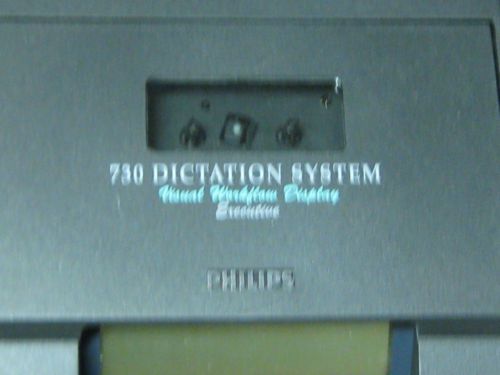 730 DICTATION SYSTEM
Visual Workflow Display
Executive
PHILIPS